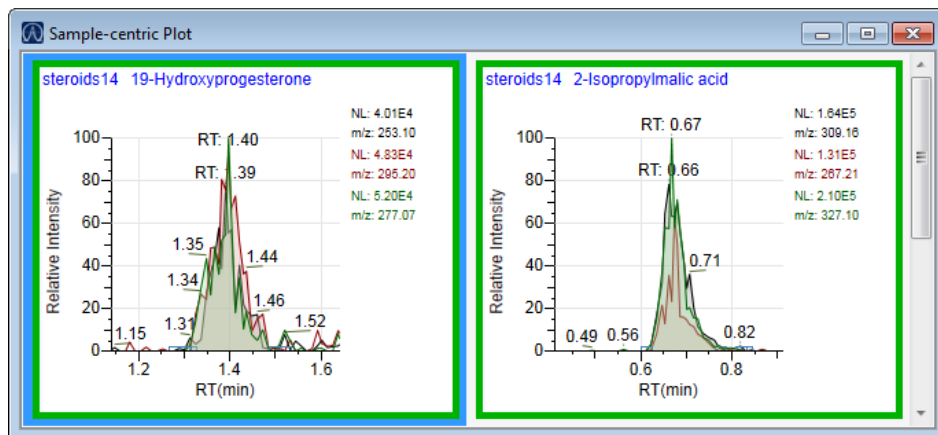 Sample-centric Plot
steroids14 19-Hydroxyprogesterone
NL: 4.01E4
m/z: 253.10
NL: 4.83E4
m/z: 295.20
NL: 5.20E4
m/z: 277.07
RT: 1.40
RT: 1.39
1.35
1.44
1.34
1.46
1.31
1.52
1.15
100
80
60
40
20
0
Relative Intensity
1.2 1.4 1.6
RT(min)
steroids14 2-Isopropylmalic acid
NL: 1.64E5
m/z: 309.16
NL: 1.31E5
m/z: 267.21
NL: 2.10E5
m/z: 327.10
RT: 0.67
RT: 0.66
0.71
0.49
0.56
0.82
100
80
60
40
20
0
Relative Intensity
0.6 0.8
RT(min)